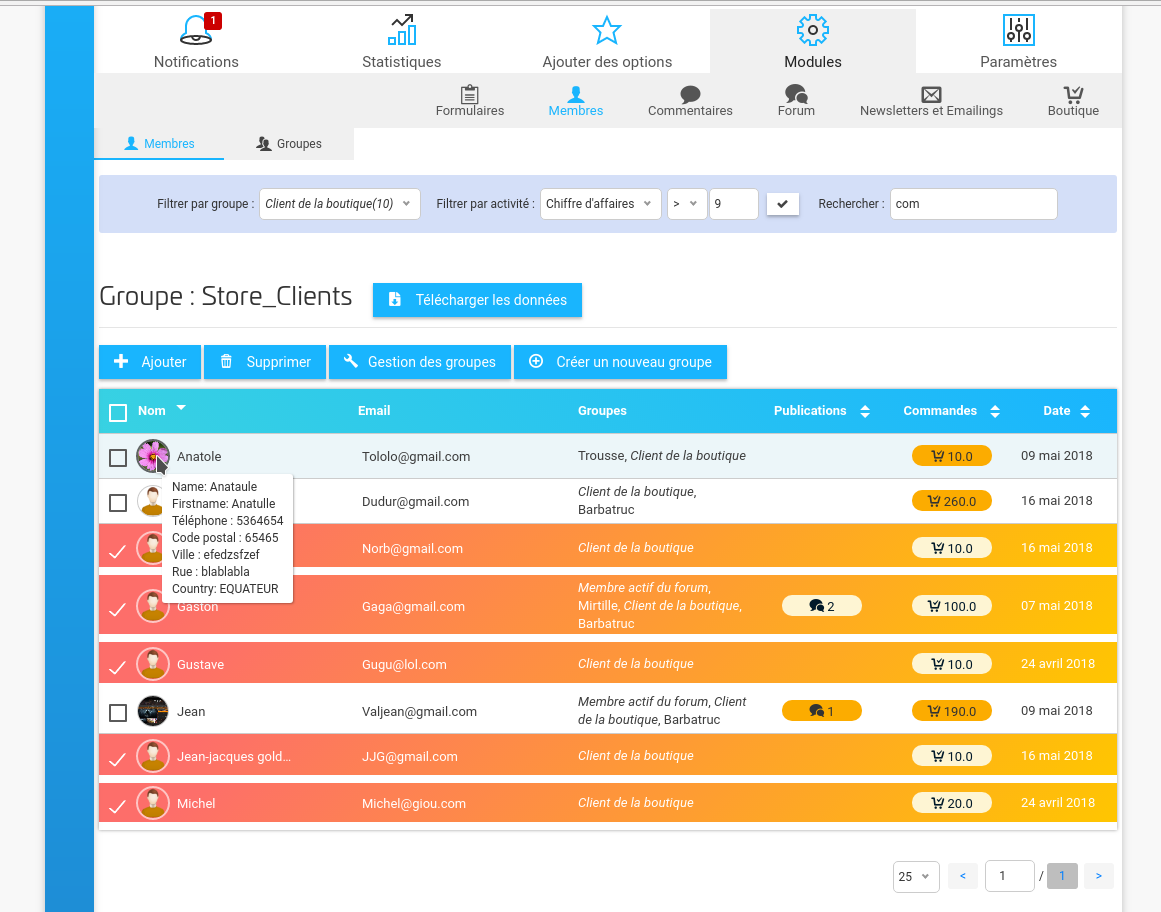 1
Notifications
Statistiques
Ajouter des options
Modules
Paramètres
Formulaires
Membres
Commentaires
Forum
Newsletters et Emailings
Boutique
Membres
Groupes
Filtrer par groupe :
Client de la boutique(10)
Filtrer par activité :
Chiffre d'affaires
>
9
Rechercher :
com
Groupe : Store_Clients
Télécharger les données
Ajouter
Supprimer
Gestion des groupes
Créer un nouveau groupe
Nom
Email
Groupes
Publications
Commandes
Date
Anatole
Tololo@gmail.com
Trousse, Client de la boutique
10.0
09 mai 2018
Name: Anataule
Firstname: Anatulle
Téléphone : 5364654
Code postal : 65465
Ville : efedzsfzef
Rue : blablabla
Country: EQUATEUR
Dudur@gmail.com
Client de la boutique,
Barbatruc
260.0
16 mai 2018
Norb@gmail.com
Client de la boutique
10.0
16 mai 2018
Gaston
Gaga@gmail.com
Membre actif du forum,
Mirtille, Client de la boutique,
Barbatruc
2
100.0
07 mai 2018
Gustave
Gugu@lol.com
Client de la boutique
10.0
24 avril 2018
Jean
Valjean@gmail.com
Membre actif du forum, Client
de la boutique, Barbatruc
1
190.0
09 mai 2018
Jean-jacques gold...
JJG@gmail.com
Client de la boutique
10.0
16 mai 2018
Michel
Michel@giou.com
Client de la boutique
20.0
24 avril 2018
25
<
1
/
1
>